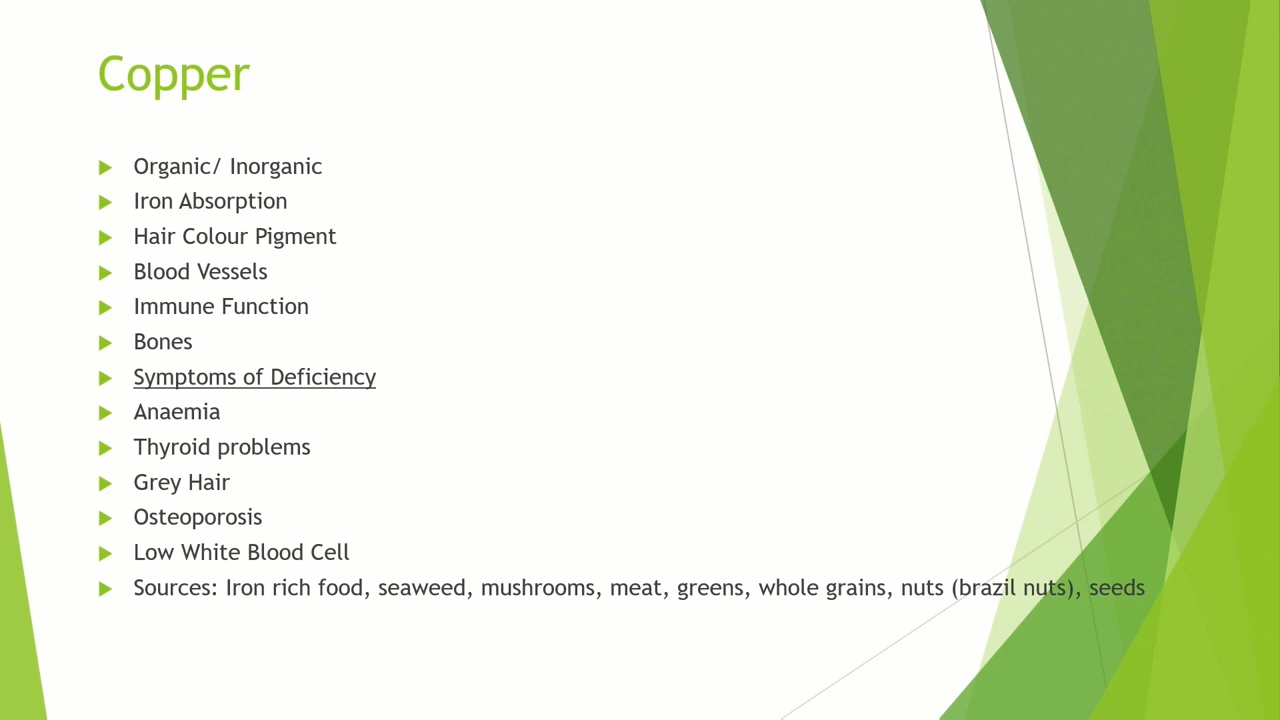 Copper
Organic/ Inorganic
Iron Absorption
Hair Colour Pigment
Blood Vessels
Immune Function
Bones
Symptoms of Deficiency
Anaemia
Thyroid problems
Grey Hair
Osteoporosis
Low White Blood Cell
Sources: Iron rich food, seaweed, mushrooms, meat, greens, whole grains, nuts (brazil nuts), seeds